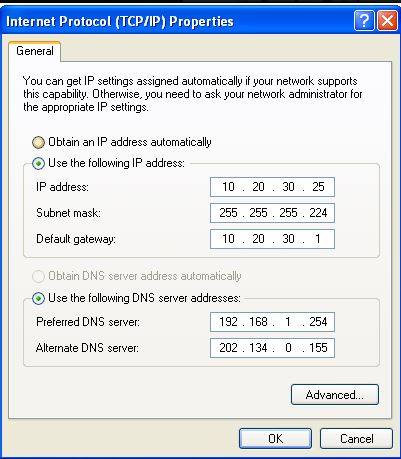 Internet Protocol (TCP/IP) Properties
General
You can get IP settings assigned automatically if your network supports
this capability. Otherwise, you need to ask your network administrator for
the appropriate IP settings.
Obtain an IP address automatically
Use the following IP address:
IP address: 10 . 20 . 30 . 25
Subnet mask: 255 . 255 . 255 . 224
Default gateway: 10 . 20 . 30 . 1
Obtain DNS server address automatically
Use the following DNS server addresses:
Preferred DNS server: 192 . 168 . 1 . 254
Alternate DNS server: 202 . 134 . 0 . 155
Advanced...
OK Cancel